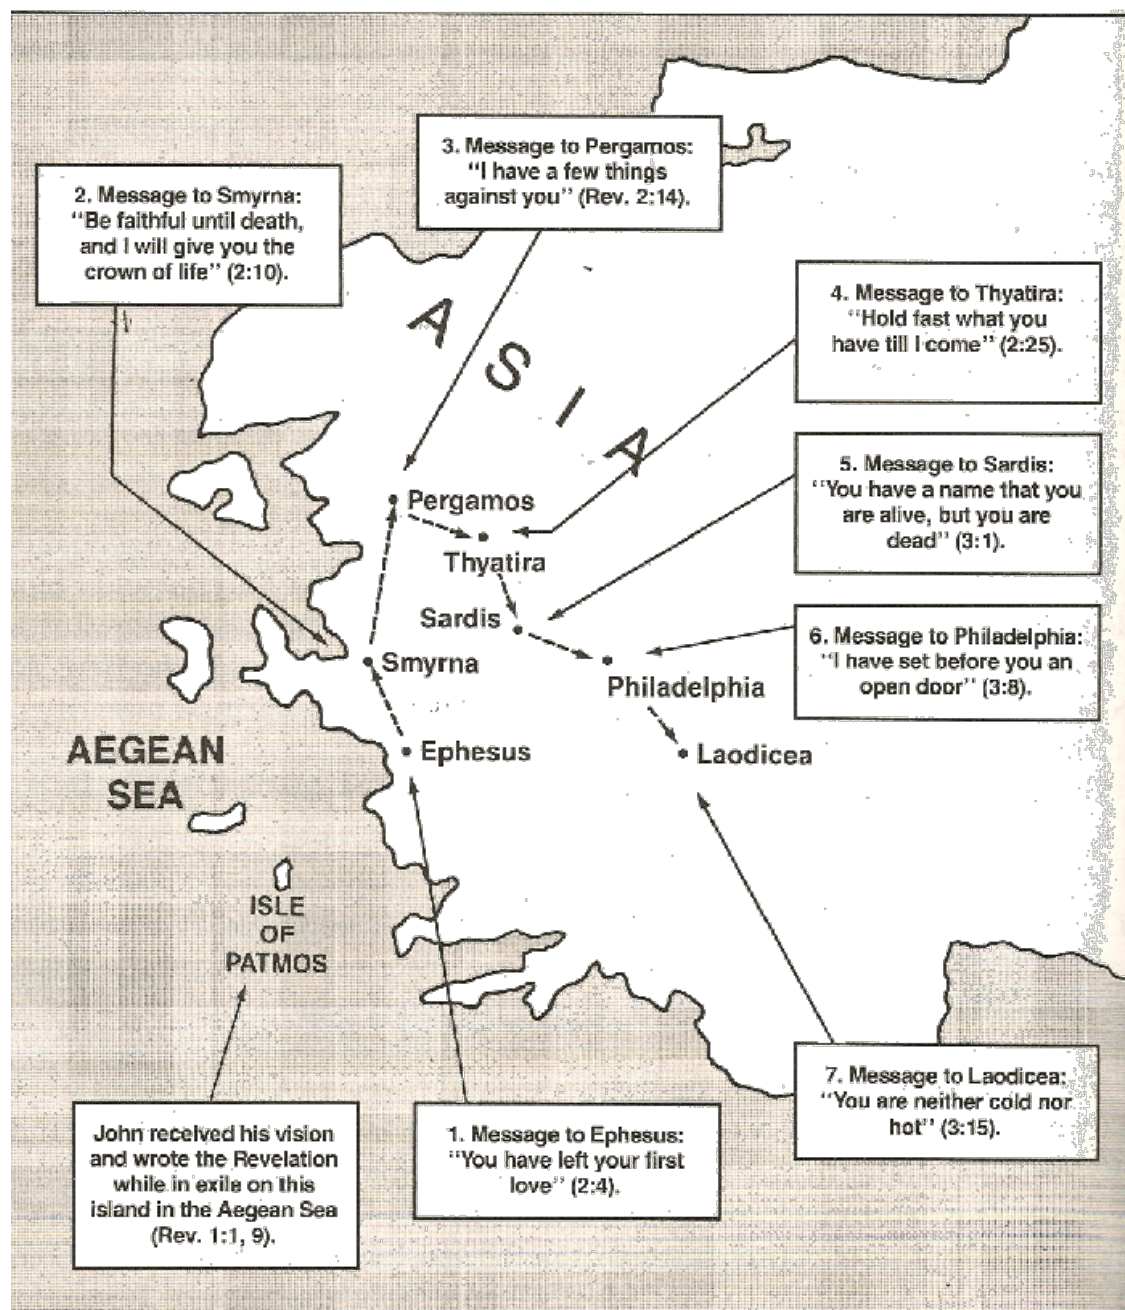 3. Message to Pergamos:
"I have a few things
against you" (Rev. 2:14).
2. Message to Smyrna:
"Be faithful until death,
and I will give you the
crown of life" (2:10).
4. Message to Thyatira:
"Hold fast what you
have till I come" (2:25).
ASIA
5. Message to Sardis:
"You have a name that you
are alive, but you are
dead" (3:1).
Pergamos
Thyatira
Sardis
6. Message to Philadelphia:
"I have set before you an
open door" (3:8).
Smyrna
Philadelphia
AEGEAN
SEA
Ephesus
Laodicea
ISLE
OF
PATMOS
7. Message to Laodicea:
"You are neither cold nor
hot" (3:15).
John received his vision
and wrote the Revelation
while in exile on this
island in the Aegean Sea
(Rev. 1:1, 9).
1. Message to Ephesus:
"You have left your first
love" (2:4).